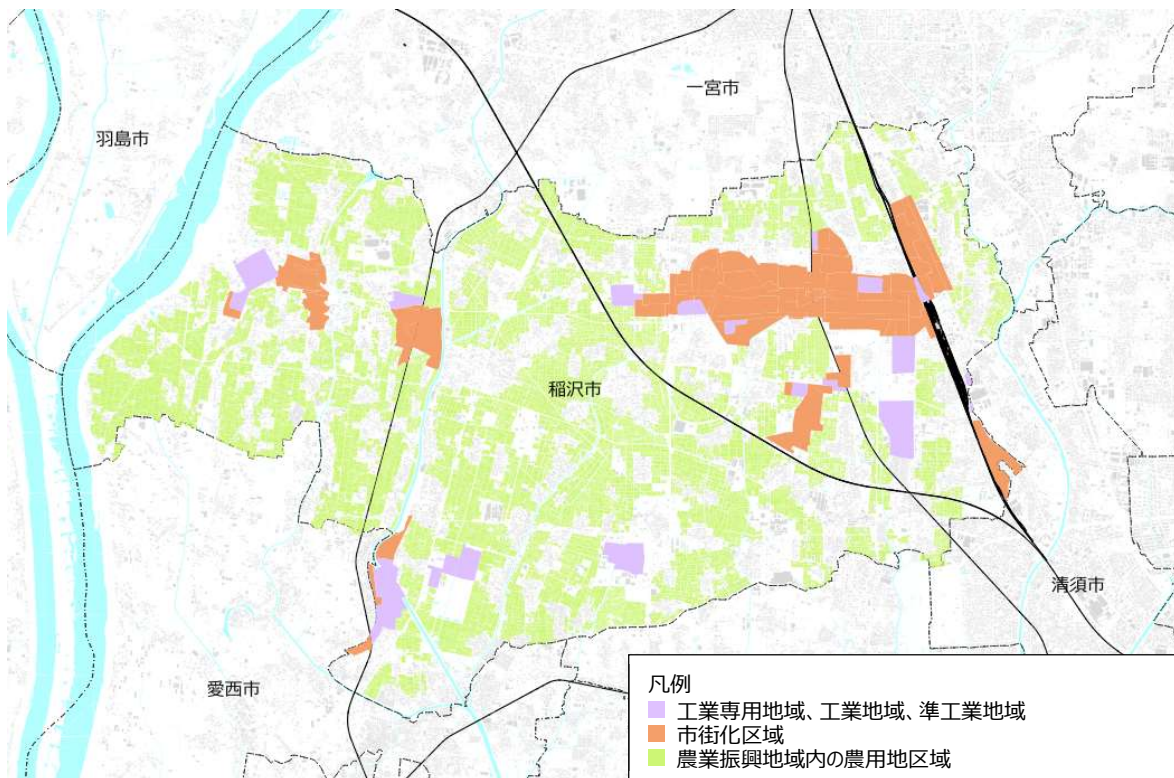 一宮市
羽島市
稲沢市
清須市
愛西市
凡例
工業専用地域、工業地域、準工業地域
市街化区域
農業振興地域内の農用地区域